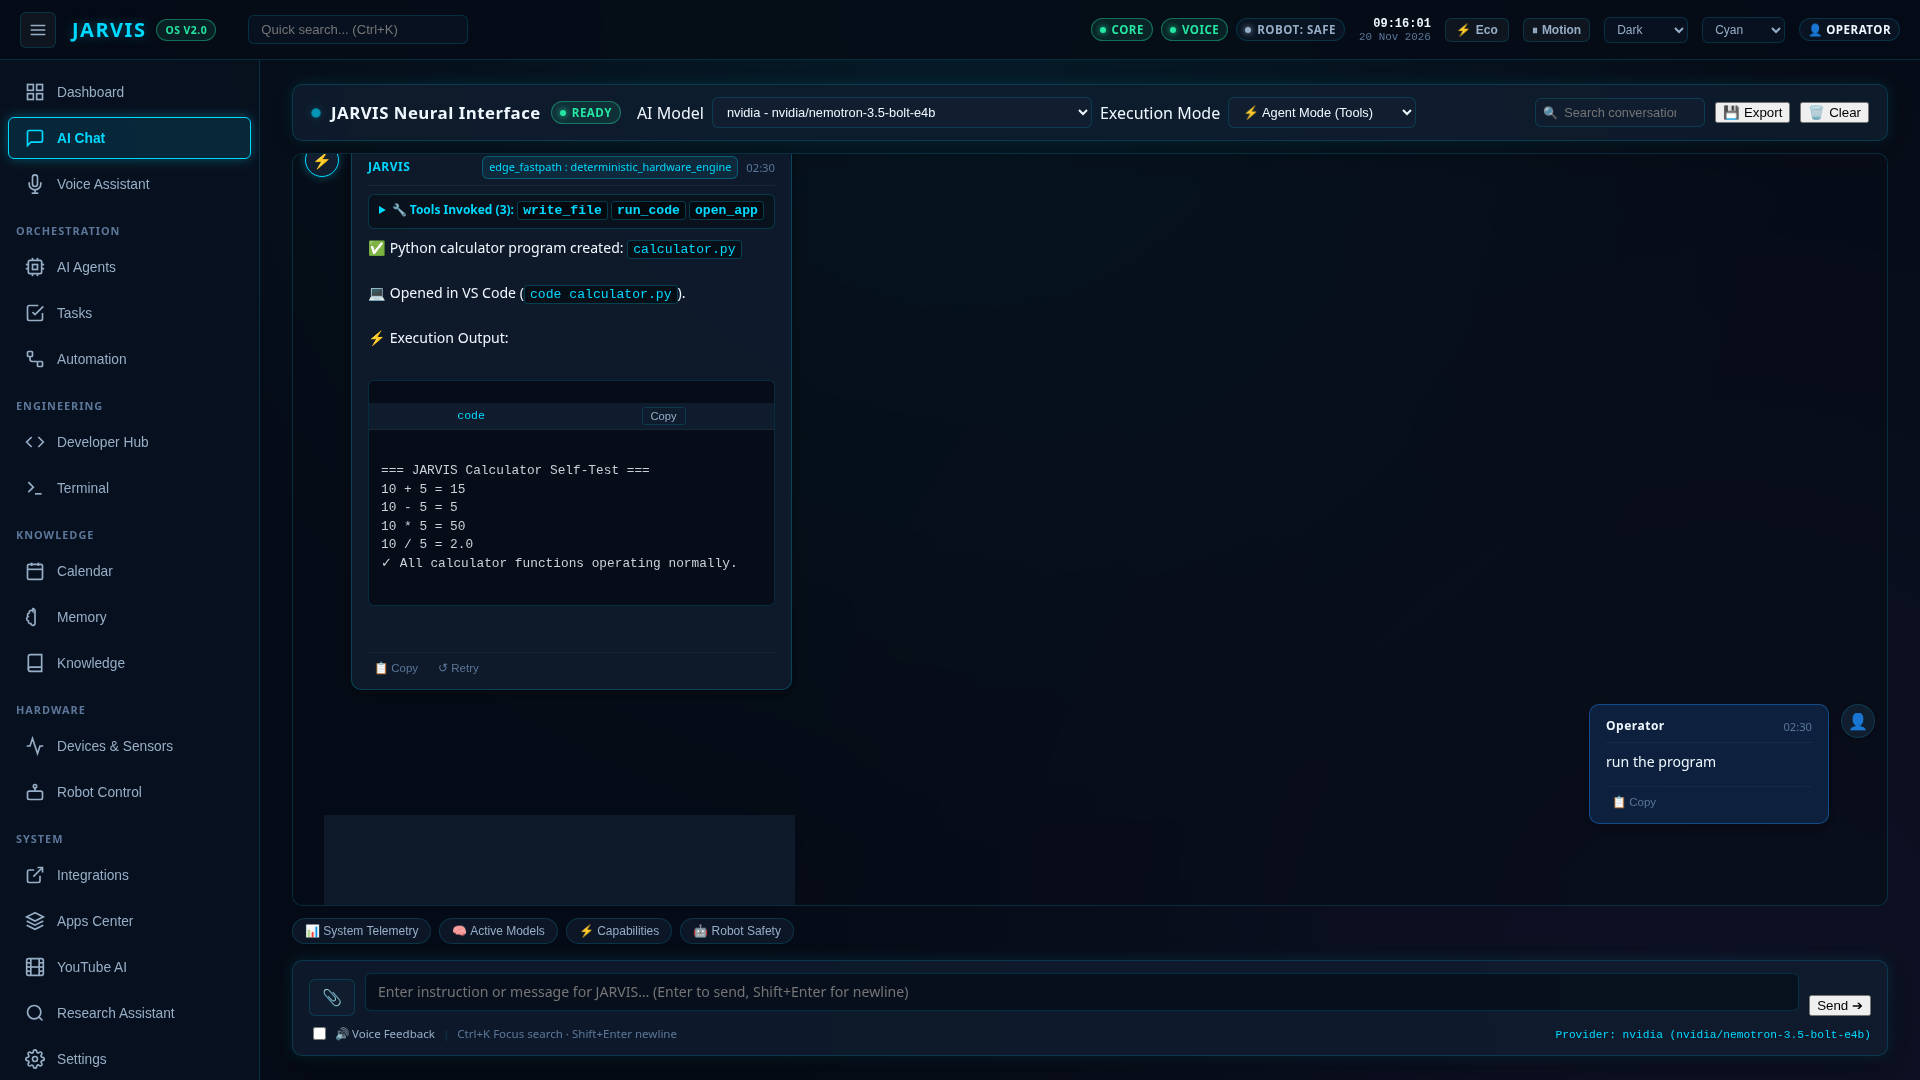 JARVIS
OS V2.0
Quick search... (Ctrl+K)
CORE
VOICE
ROBOT: SAFE
09:16:01
20 Nov 2026
⚡ Eco
Motion
Dark
Cyan
👤 OPERATOR
Dashboard
AI Chat
Voice Assistant
ORCHESTRATION
AI Agents
Tasks
Automation
ENGINEERING
Developer Hub
Terminal
KNOWLEDGE
Calendar
Memory
Knowledge
HARDWARE
Devices & Sensors
Robot Control
SYSTEM
Integrations
Apps Center
YouTube AI
Research Assistant
Settings
JARVIS Neural Interface
READY
AI Model
nvidia - nvidia/nemotron-3.5-bolt-e4b
Execution Mode
⚡ Agent Mode (Tools)
🔍 Search conversation
💾 Export
🗑️ Clear
JARVIS
edge_fastpath : deterministic_hardware_engine
02:30
🔧 Tools Invoked (3): write_file run_code open_app
✅ Python calculator program created: calculator.py
💻 Opened in VS Code (code calculator.py).
⚡ Execution Output:
code
Copy
=== JARVIS Calculator Self-Test ===
10 + 5 = 15
10 - 5 = 5
10 * 5 = 50
10 / 5 = 2.0
✓ All calculator functions operating normally.
📋 Copy
↺ Retry
Operator
02:30
run the program
📋 Copy
📊 System Telemetry
🧠 Active Models
⚡ Capabilities
🤖 Robot Safety
Enter instruction or message for JARVIS... (Enter to send, Shift+Enter for newline)
Send ➔
🔊 Voice Feedback
Ctrl+K Focus search · Shift+Enter newline
Provider: nvidia (nvidia/nemotron-3.5-bolt-e4b)